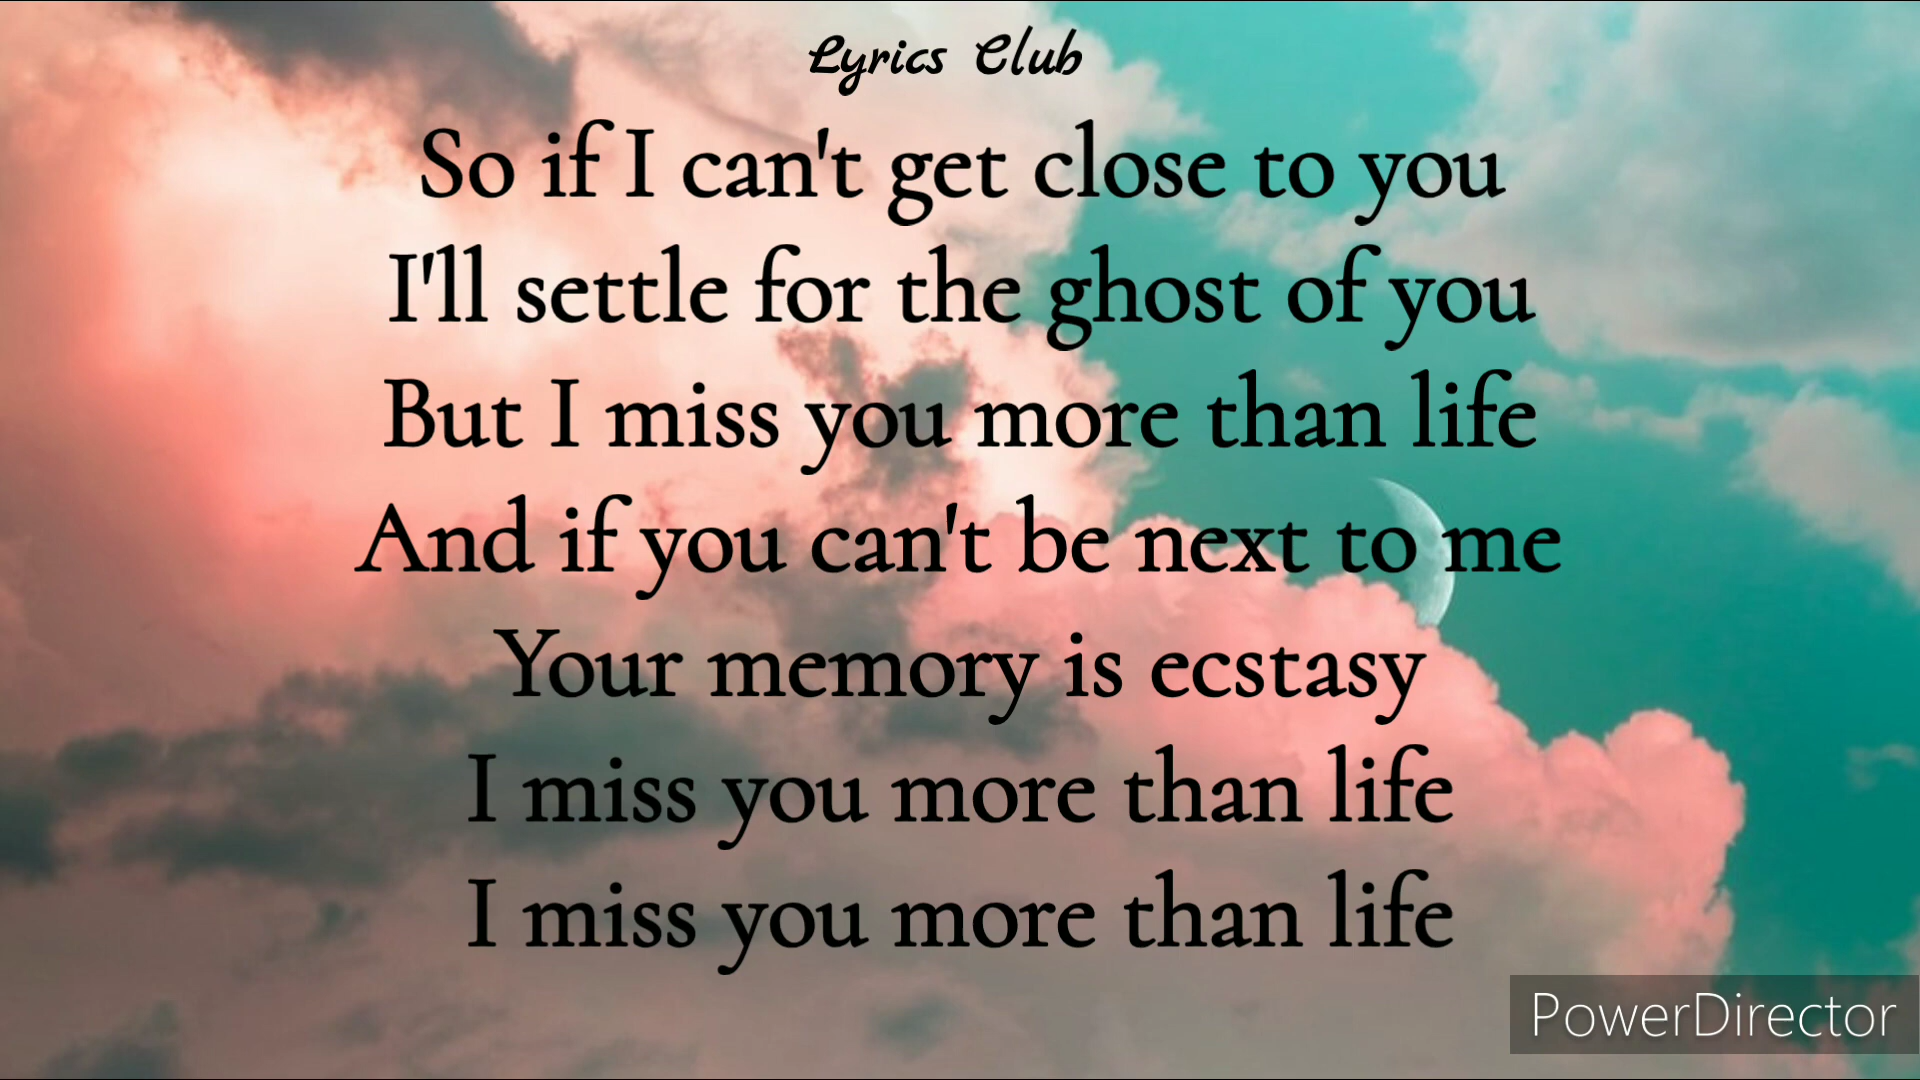 Lyrics Club
So if I can't get close to you
I'll settle for the ghost of you
But I miss you more than life
And if you can't be next to me
Your memory is ecstasy
I miss you more than life
I miss you more than life
PowerDirector